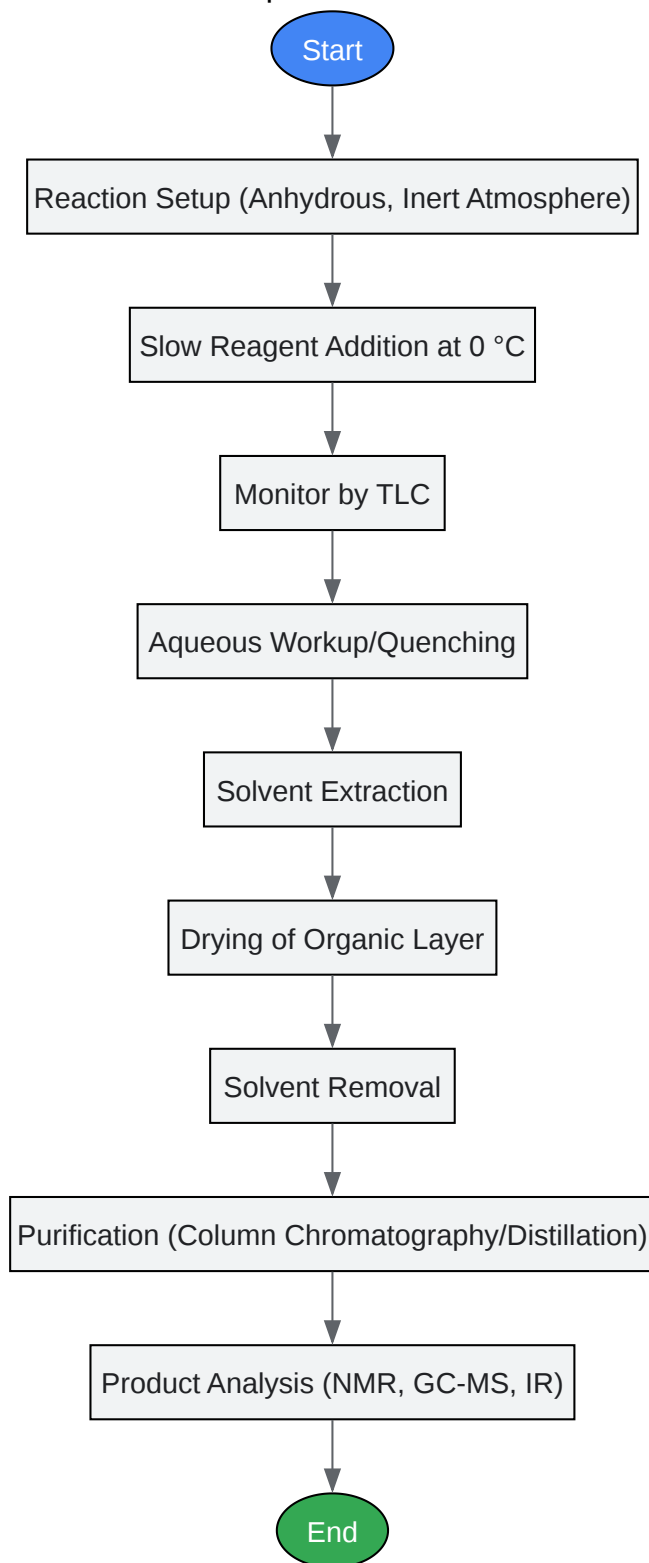 Start
Reaction Setup (Anhydrous, Inert Atmosphere)
Slow Reagent Addition at 0 °C
Monitor by TLC
Aqueous Workup/Quenching
Solvent Extraction
Drying of Organic Layer
Solvent Removal
Purification (Column Chromatography/Distillation)
Product Analysis (NMR, GC-MS, IR)
End